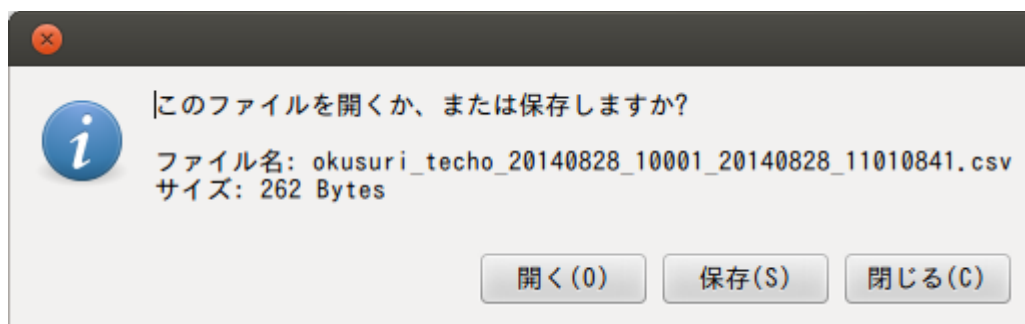 このファイルを開くか、または保存しますか?
ファイル名: okusuri_techo_20140828_10001_20140828_11010841.csv
サイズ: 262 Bytes
開く(O) 保存(S) 閉じる(C)